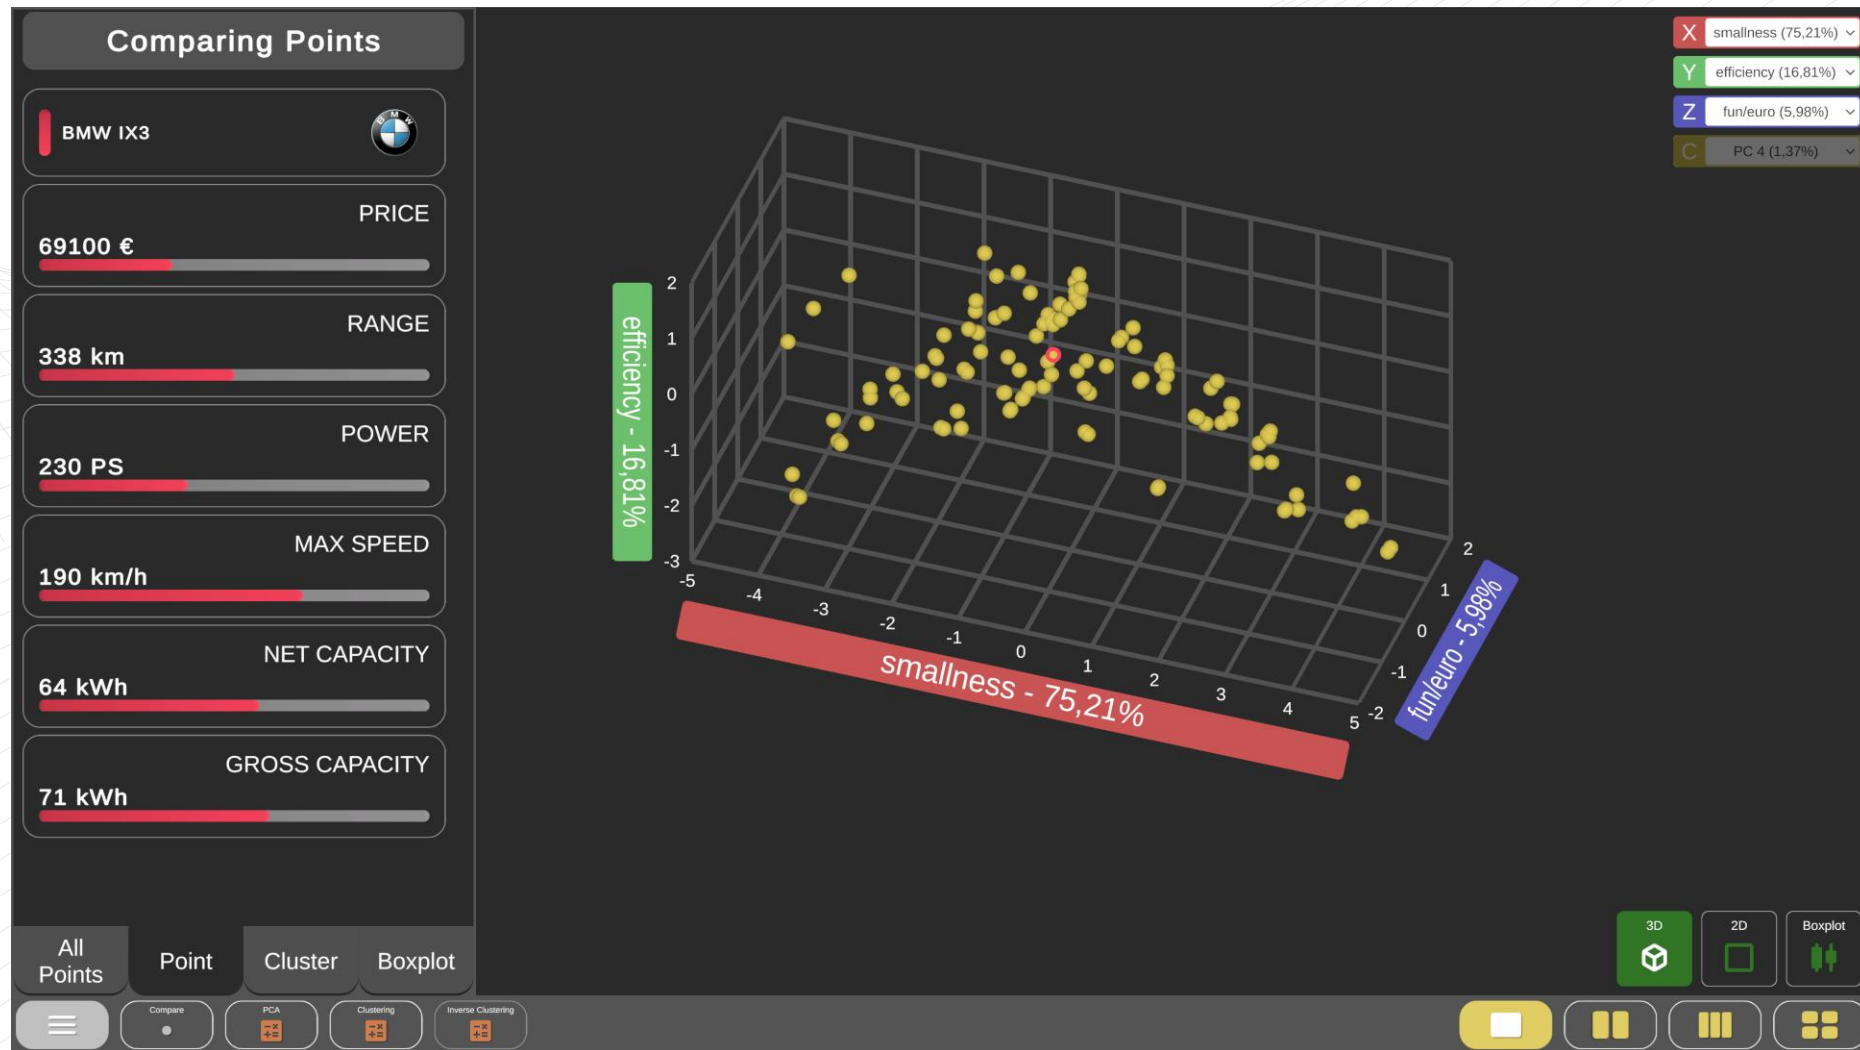 Comparing Points
BMW IX3
BMW
PRICE
69100 €
RANGE
338 km
POWER
230 PS
MAX SPEED
190 km/h
NET CAPACITY
64 kWh
GROSS CAPACITY
71 kWh
All
Points
Point
Cluster
Boxplot
Compare
PCA
Clustering
Inverse Clustering
X
smallness (75,21%)
Y
efficiency (16,81%)
Z
fun/euro (5,98%)
C
PC 4 (1,37%)
efficiency - 16,81%
2
1
0
-1
-2
-3
-5
-4
-3
-2
-1
0
1
2
3
4
5
smallness - 75,21%
-2
-1
0
1
2
fun/euro - 5,98%
3D
2D
Boxplot